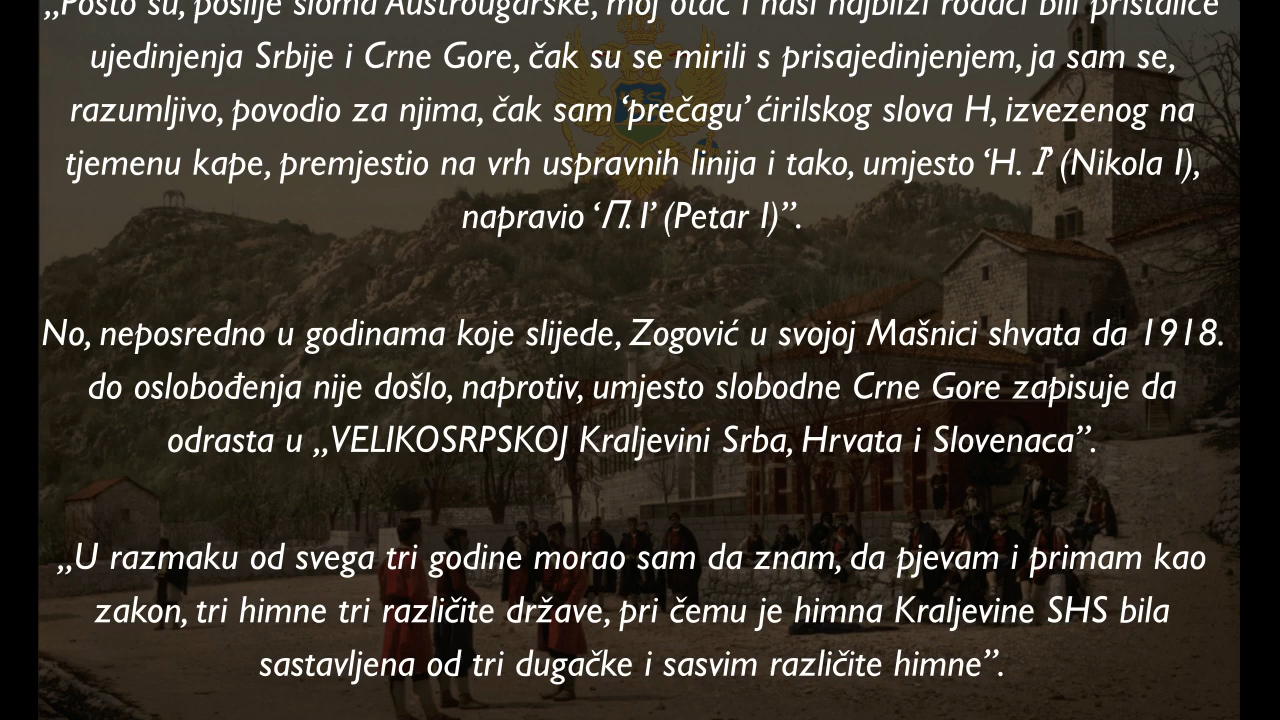 „Pošto su, poslije sloma Austrougarske, moj otac i naši najbliži rođaci bili pristalice
ujedinjenja Srbije i Crne Gore, čak su se mirili s prisajedinjenjem, ja sam se,
razumljivo, povodio za njima, čak sam ‘prečagu’ ćirilskog slova H, izvezenog na
tjemenu kape, premjestio na vrh uspravnih linija i tako, umjesto ‘H. I’ (Nikola I),
napravio ‘П. I’ (Petar I)”.
No, neposredno u godinama koje slijede, Zogović u svojoj Mašnici shvata da 1918.
do oslobođenja nije došlo, naprotiv, umjesto slobodne Crne Gore zapisuje da
odrasta u „VELIKOSRPSKOJ Kraljevini Srba, Hrvata i Slovenaca”.
„U razmaku od svega tri godine morao sam da znam, da pjevam i primam kao
zakon, tri himne tri različite države, pri čemu je himna Kraljevine SHS bila
sastavljena od tri dugačke i sasvim različite himne”.